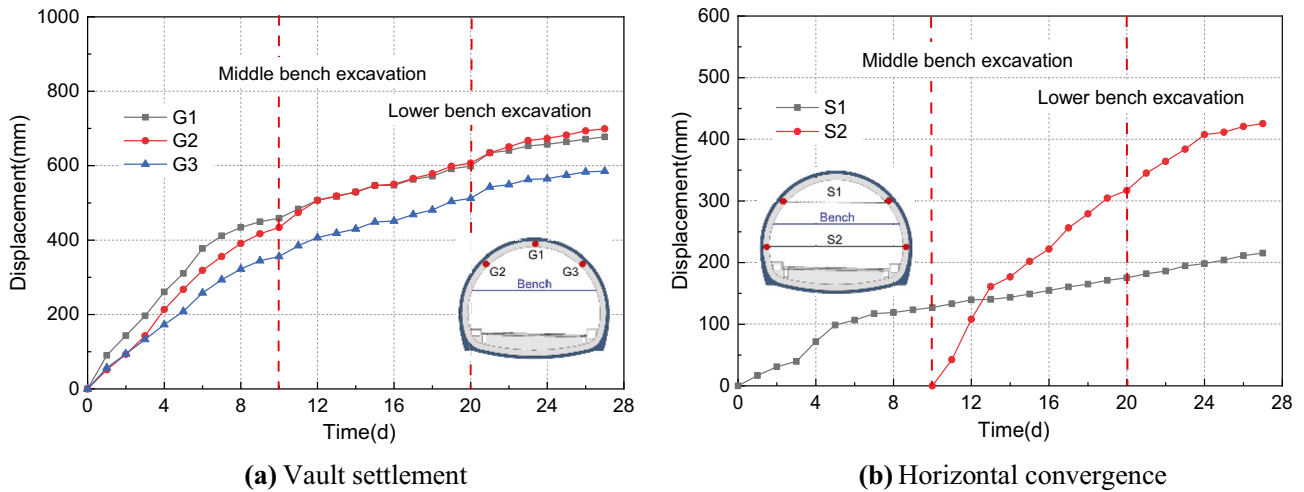 1000
800
600
400
200
0
Displacement(mm)
Middle bench excavation
Lower bench excavation
G1
G2
G3
G1
G2
G3
Bench
0
4
8
12
16
20
24
28
Time(d)
(a) Vault settlement
600
500
400
300
200
100
0
Displacement(mm)
Middle bench excavation
Lower bench excavation
S1
S2
S1
Bench
S2
0
4
8
12
16
20
24
28
Time(d)
(b) Horizontal convergence